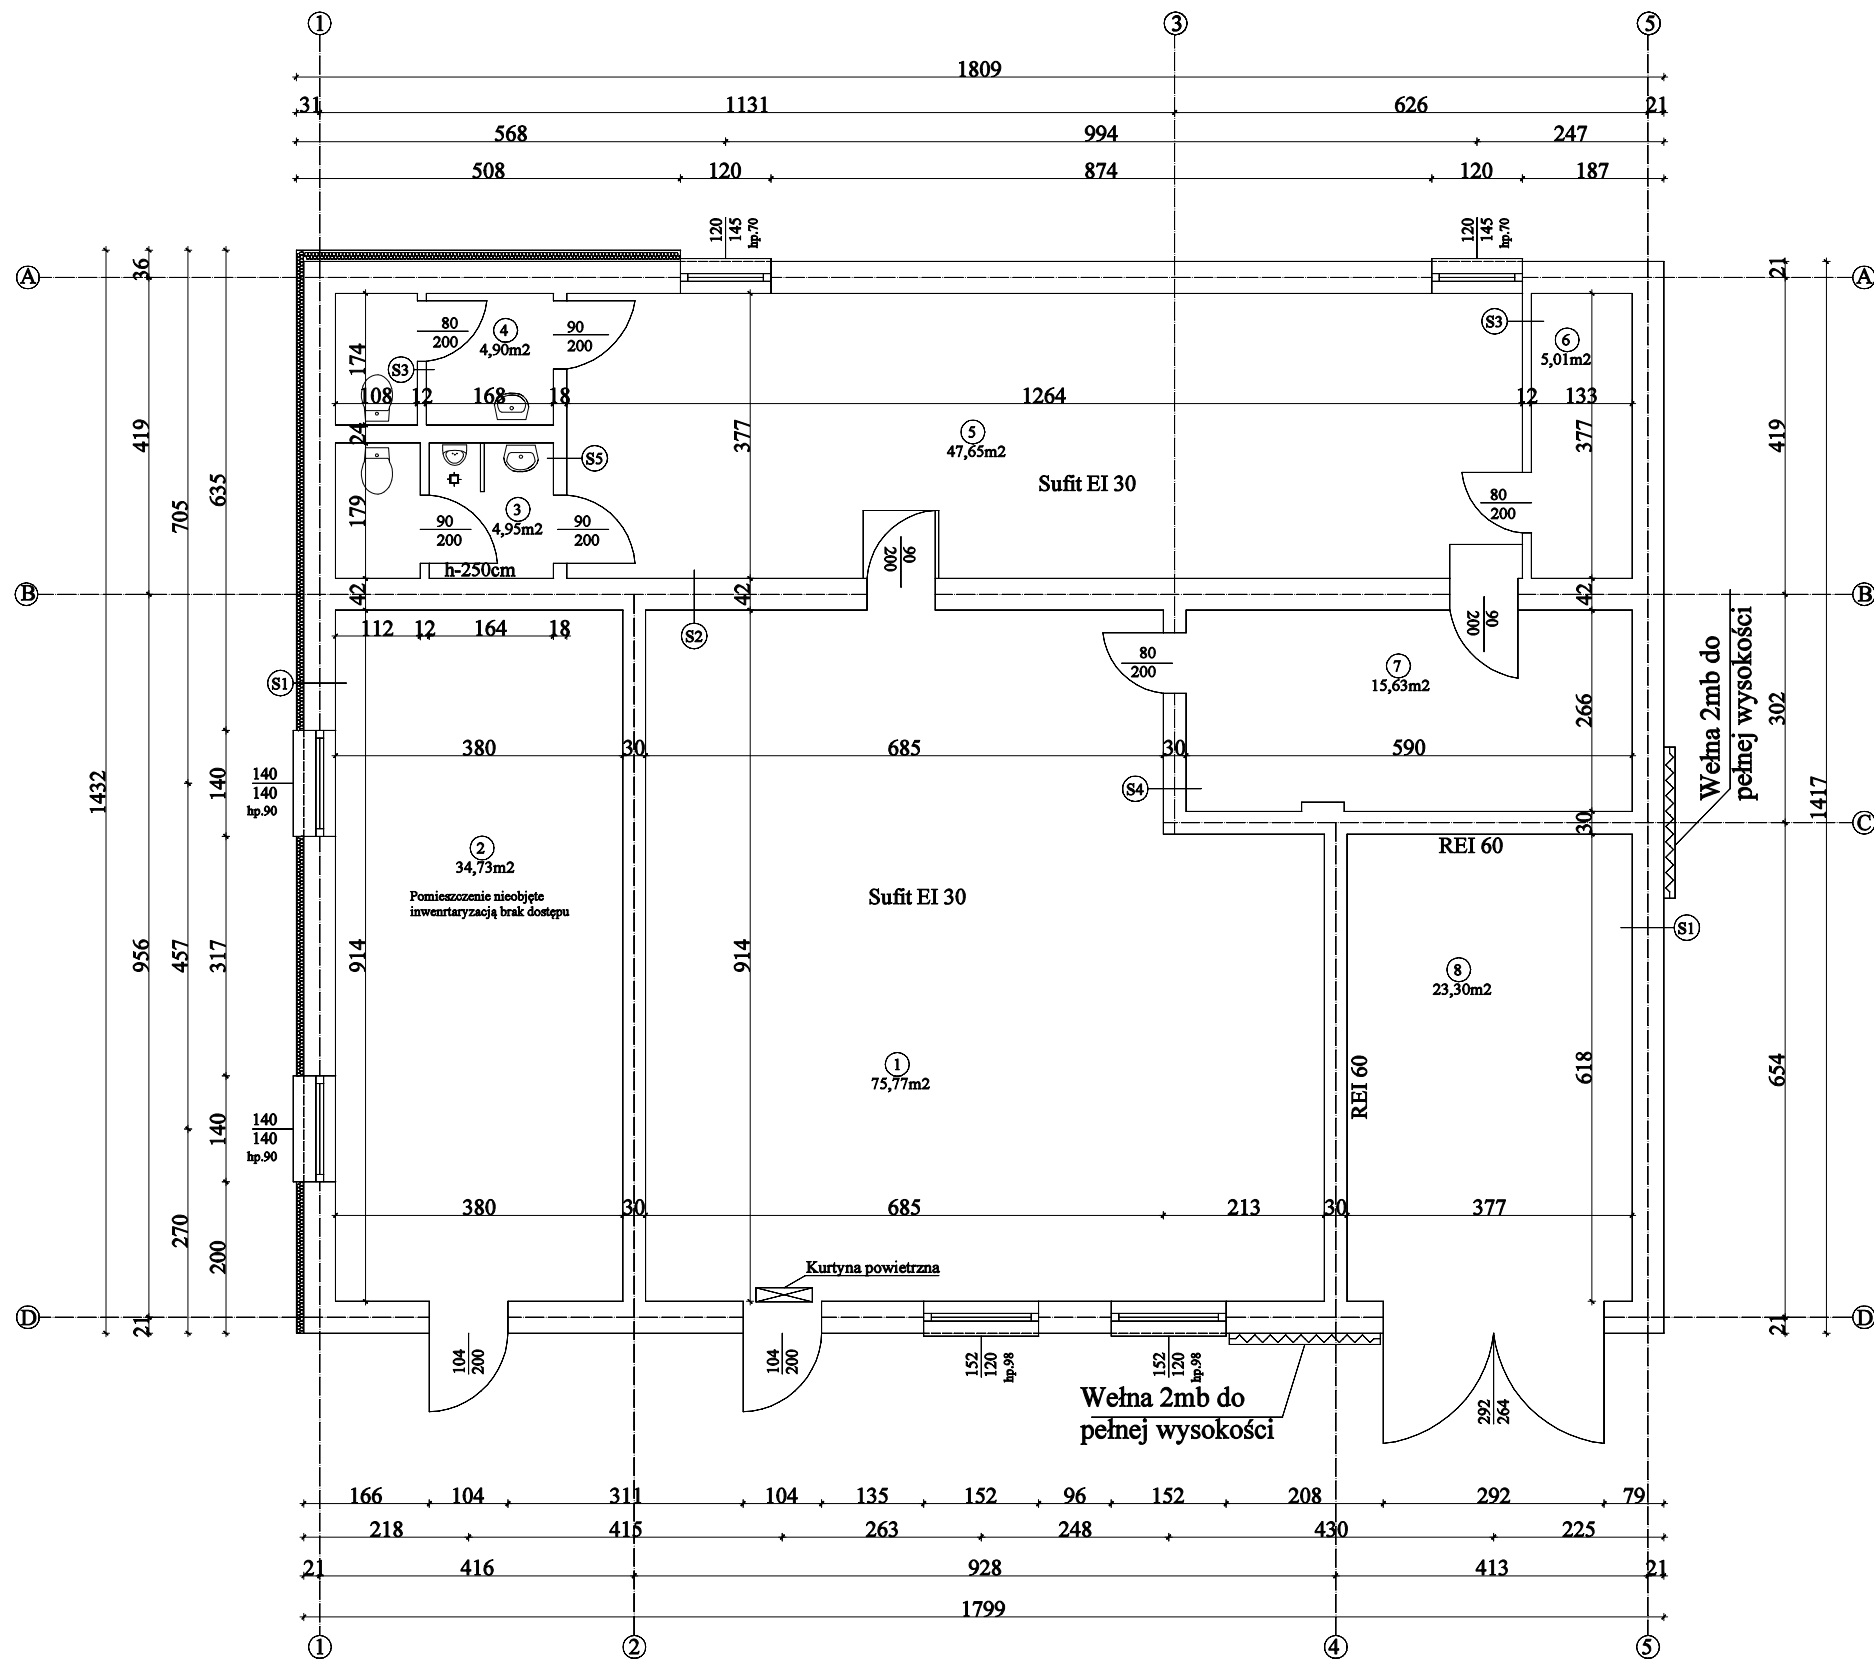 1 3 5
1809
31 1131 626 21
568 994 247
508 120 874 120 187
120 145 hp.70
120 145 hp.70
A 36 21 A
80 200
4
4,90m2
90 200
S3
6
5,01m2
174
S3
108 12 168 18 1264 12 133
419 24 377 377 419
5
47,65m2
S5
Sufit EI 30
635
705
179
90 200
3
4,95m2
90 200
80 200
h-250cm
90 200
B 42 42 42 B
112 12 164 18
S2
80 200
90 200
7
15,63m2
S1
Wełna 2mb do
pełnej wysokości
266 302
380 30 685 30 590
140 140 hp.90
140
1432
S4
1417
30 C
2
34,73m2
REI 60
Pomieszczenie nieobjęte
inwenrtaryzacją brak dostępu
Sufit EI 30
S1
956 457 317 914 914
8
23,30m2
1
75,77m2
REI 60
618 654
140 140 hp.90
140
380 30 685 213 30 377
270 200
Kurtyna powietrzna
D 21 21 D
104 200
104 200
152 120 hp.98
152 120 hp.98
Wełna 2mb do
pełnej wysokości
292 264
166 104 311 104 135 152 96 152 208 292 79
218 415 263 248 430 225
21 416 928 413 21
1799
1 2 4 5